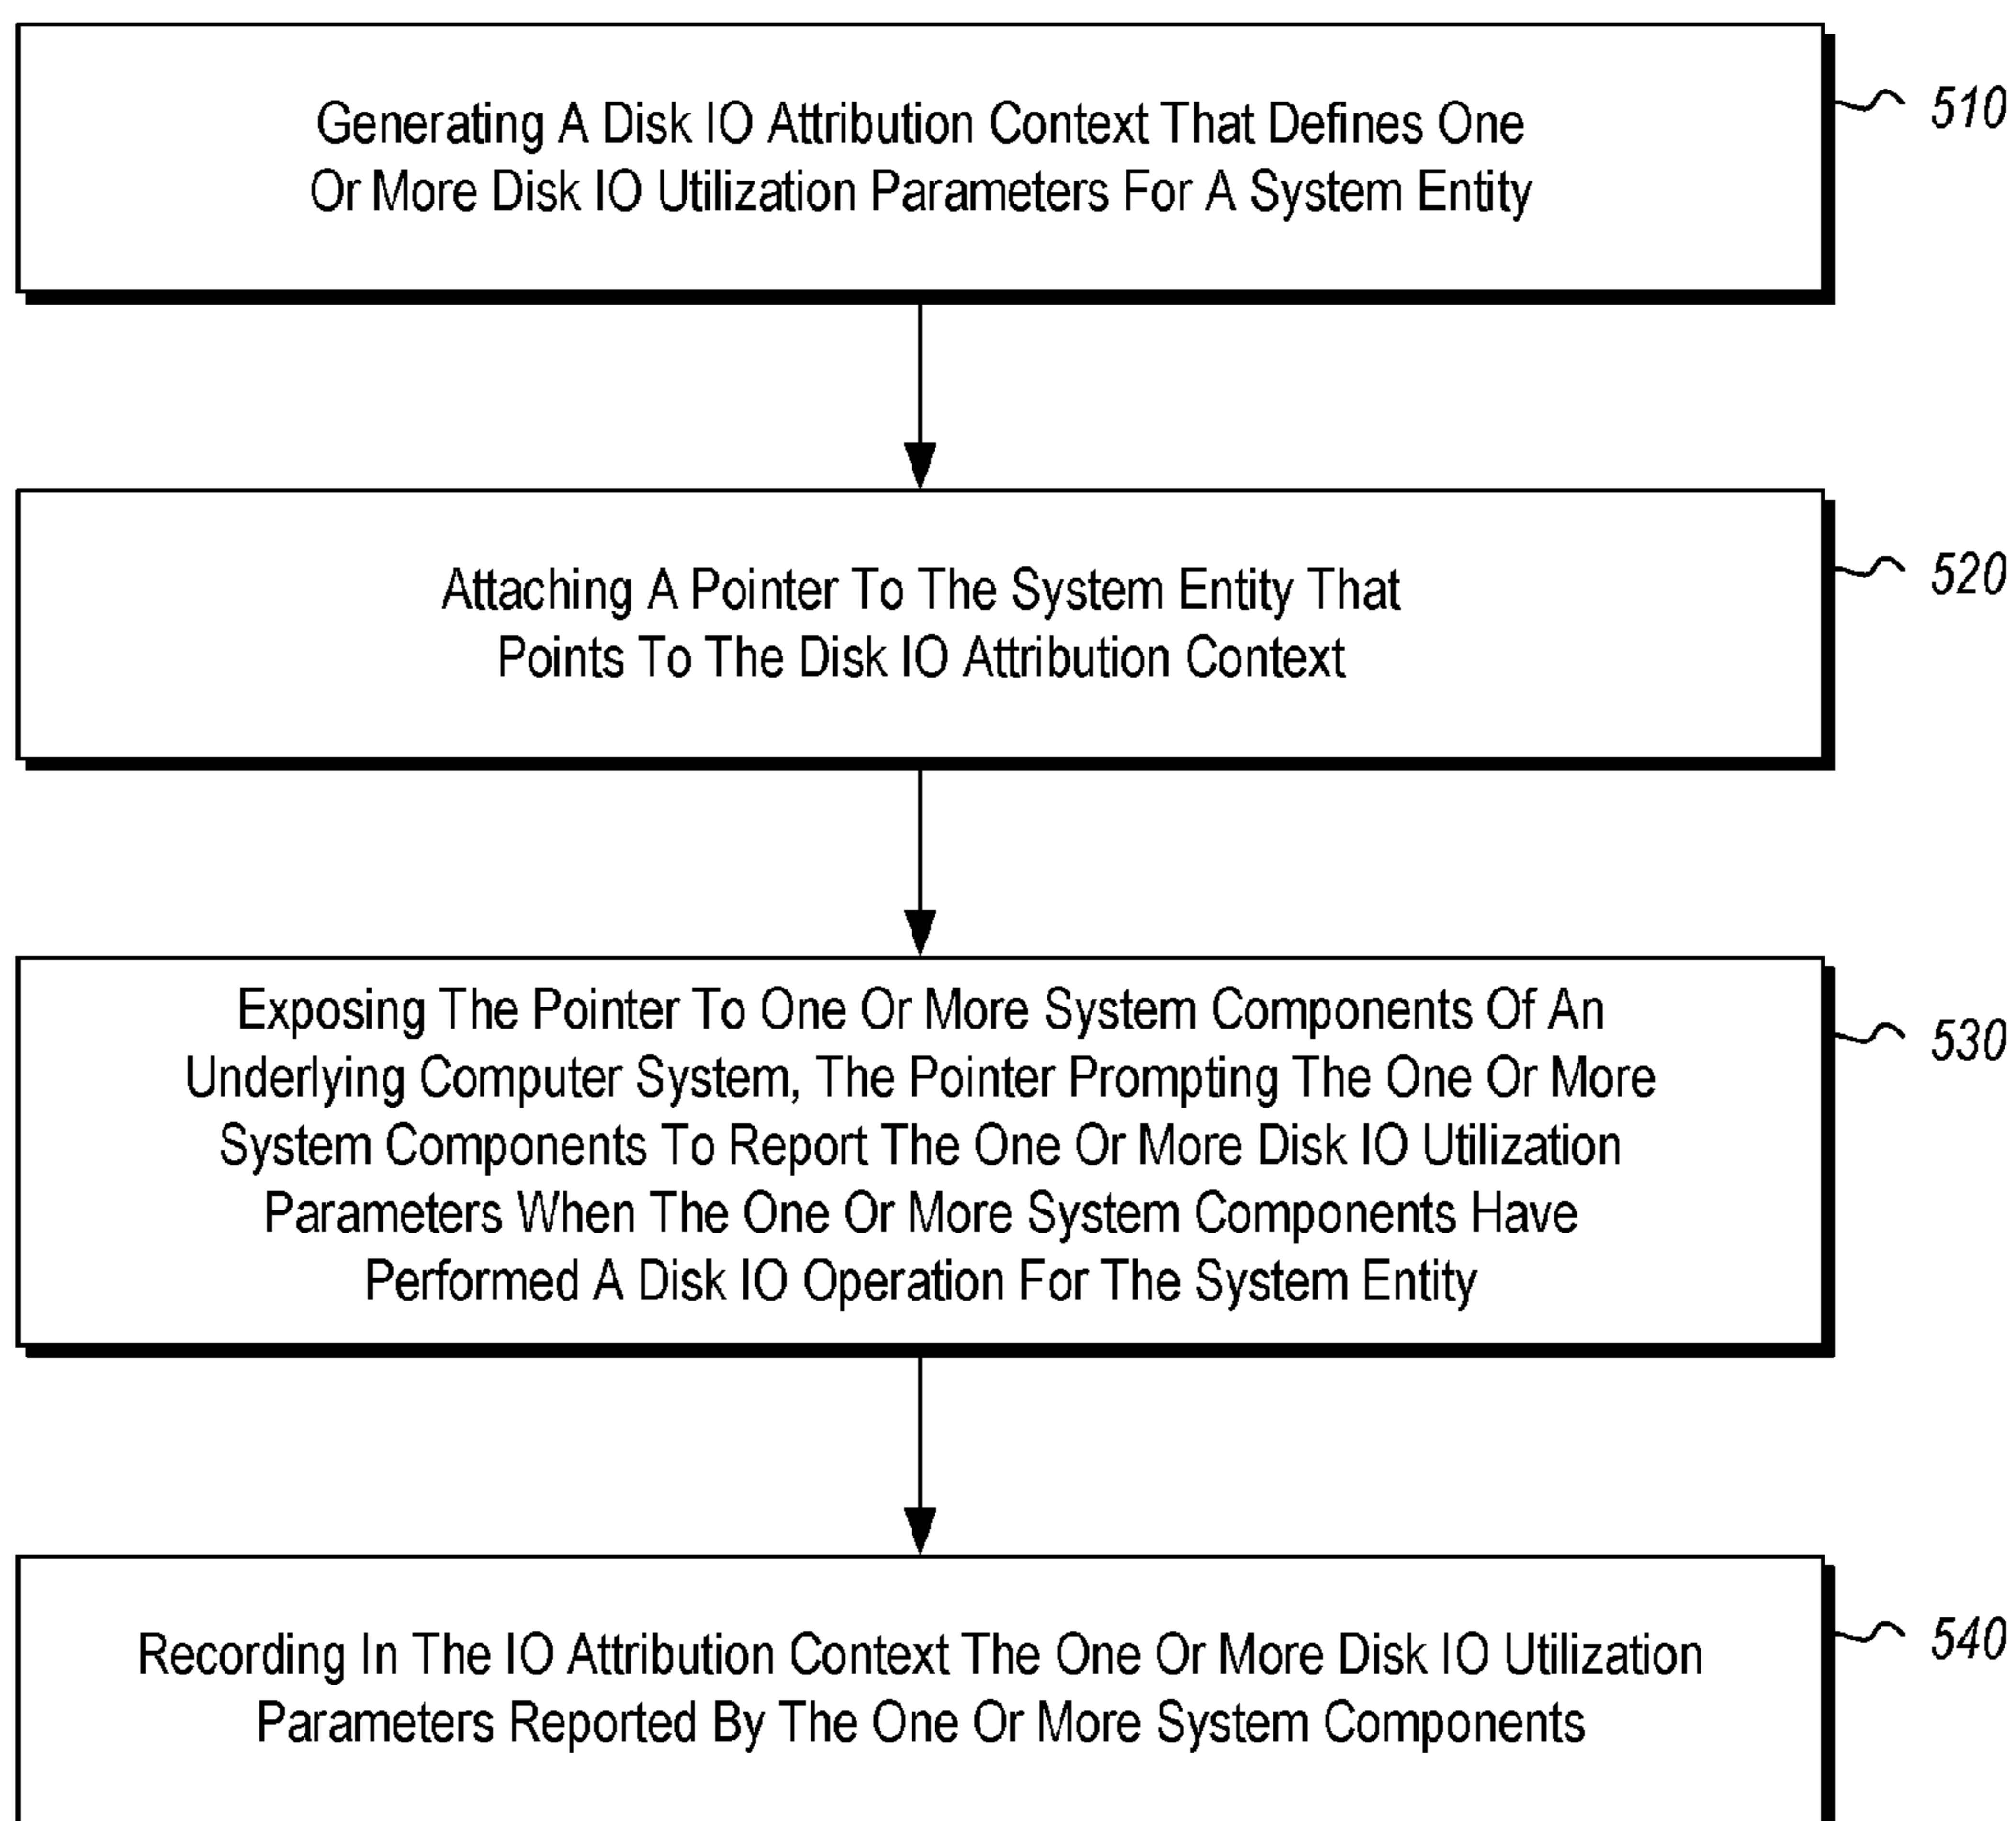 Generating A Disk IO Attribution Context That Defines One
Or More Disk IO Utilization Parameters For A System Entity
510
Attaching A Pointer To The System Entity That
Points To The Disk IO Attribution Context
520
Exposing The Pointer To One Or More System Components Of An
Underlying Computer System, The Pointer Prompting The One Or More
System Components To Report The One Or More Disk IO Utilization
Parameters When The One Or More System Components Have
Performed A Disk IO Operation For The System Entity
530
Recording In The IO Attribution Context The One Or More Disk IO Utilization
Parameters Reported By The One Or More System Components
540